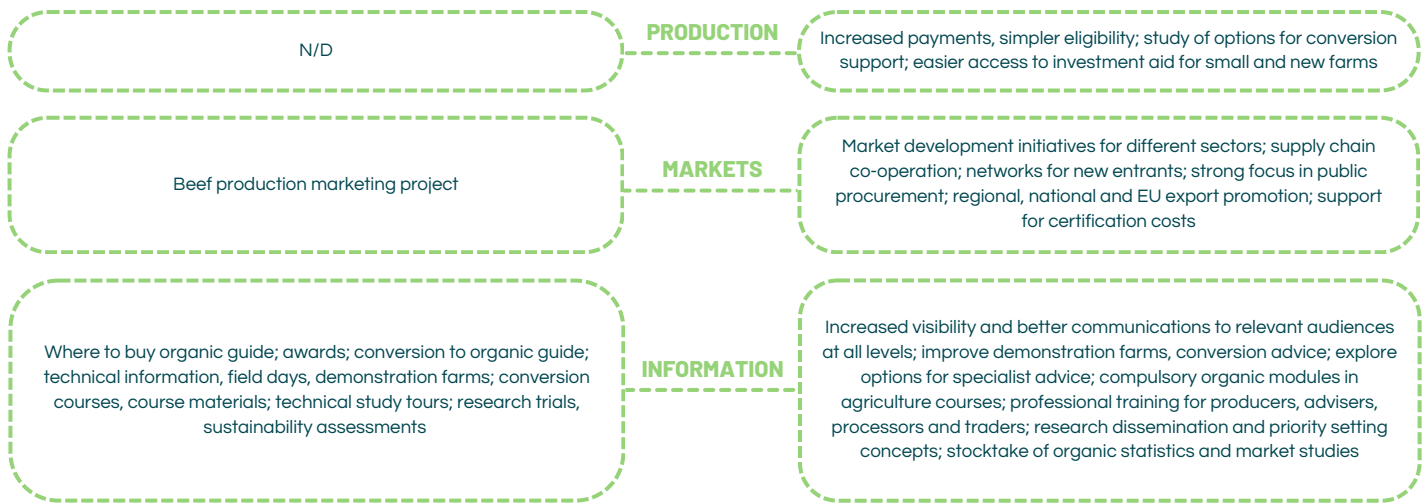 N/D
PRODUCTION
Increased payments, simpler eligibility; study of options for conversion
support; easier access to investment aid for small and new farms
Beef production marketing project
MARKETS
Market development initiatives for different sectors; supply chain
co-operation; networks for new entrants; strong focus in public
procurement; regional, national and EU export promotion; support
for certification costs
Where to buy organic guide; awards; conversion to organic guide;
technical information, field days, demonstration farms; conversion
courses, course materials; technical study tours; research trials,
sustainability assessments
INFORMATION
Increased visibility and better communications to relevant audiences
at all levels; improve demonstration farms, conversion advice; explore
options for specialist advice; compulsory organic modules in
agriculture courses; professional training for producers, advisers,
processors and traders; research dissemination and priority setting
concepts; stocktake of organic statistics and market studies